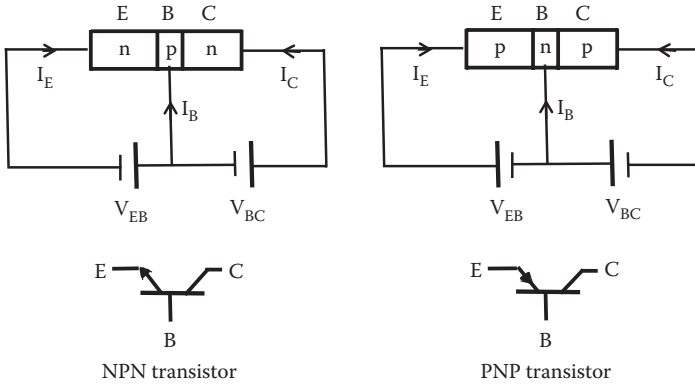 E B C
n p n
I_E
I_C
I_B
V_EB
V_BC
E
C
B
NPN transistor
E B C
p n p
I_E
I_C
I_B
V_EB
V_BC
E
C
B
PNP transistor